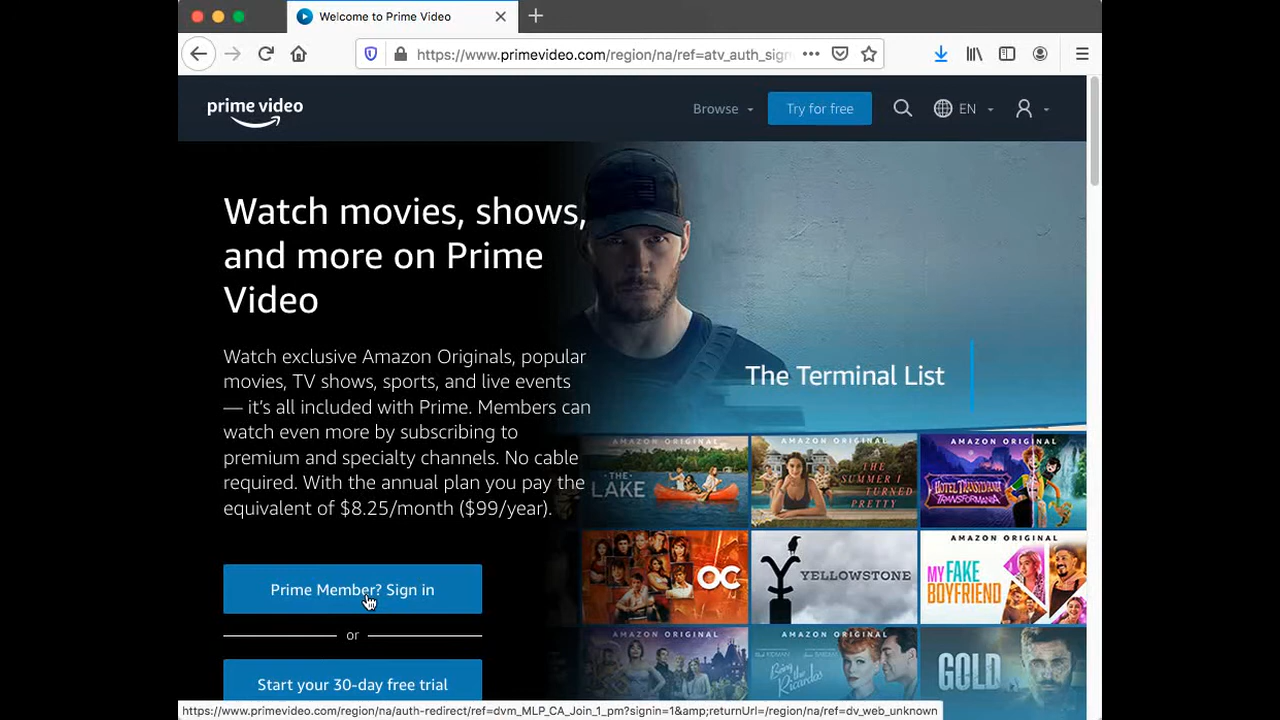 Welcome to Prime Video
https://www.primevideo.com/region/na/ref=atv_auth_sign
prime video
Browse
Try for free
EN
Watch movies, shows,
and more on Prime
Video
Watch exclusive Amazon Originals, popular
movies, TV shows, sports, and live events
— it's all included with Prime. Members can
watch even more by subscribing to
premium and specialty channels. No cable
required. With the annual plan you pay the
equivalent of $8.25/month ($99/year).
The Terminal List
AMAZON ORIGINAL
·THE·
LAKE
AMAZON ORIGINAL
THE
SUMMER I
TURNED
PRETTY
AMAZON ORIGINAL
HOTEL TRANSYLVANIA
TRANSFORMANIA
OC
YELLOWSTONE
AMAZON ORIGINAL
MY FAKE
BOYFRIEND
Prime Member? Sign in
or
Start your 30-day free trial
AMAZON ORIGINAL
AMAZON ORIGINAL
Being the
Ricardos
GOLD
https://www.primevideo.com/region/na/auth-redirect/ref=dvm_MLP_CA_Join_1_pm?signin=1&amp;returnUrl=/region/na/ref=dv_web_unknown